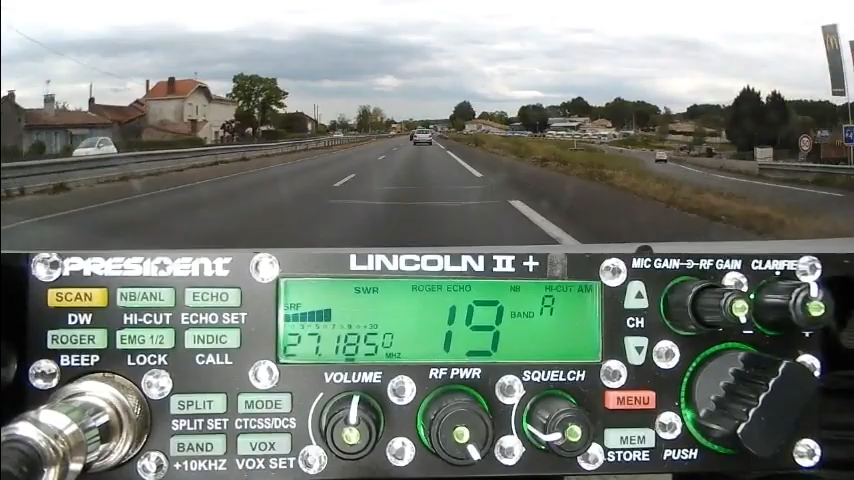 PRESIDENT LINCOLN II + MIC GAIN RF GAIN CLARIFIER
SCAN NB/ANL ECHO
DW HI-CUT ECHO SET
ROGER EMG 1/2 INDIC
BEEP LOCK CALL
SWR ROGER ECHO NB HI-CUT AM
SRF
19 BAND A
27.1850 MHZ
CH
VOLUME RF PWR SQUELCH
MENU
SPLIT MODE
SPLIT SET CTCSS/DCS
BAND VOX
+10KHZ VOX SET
MEM
STORE PUSH